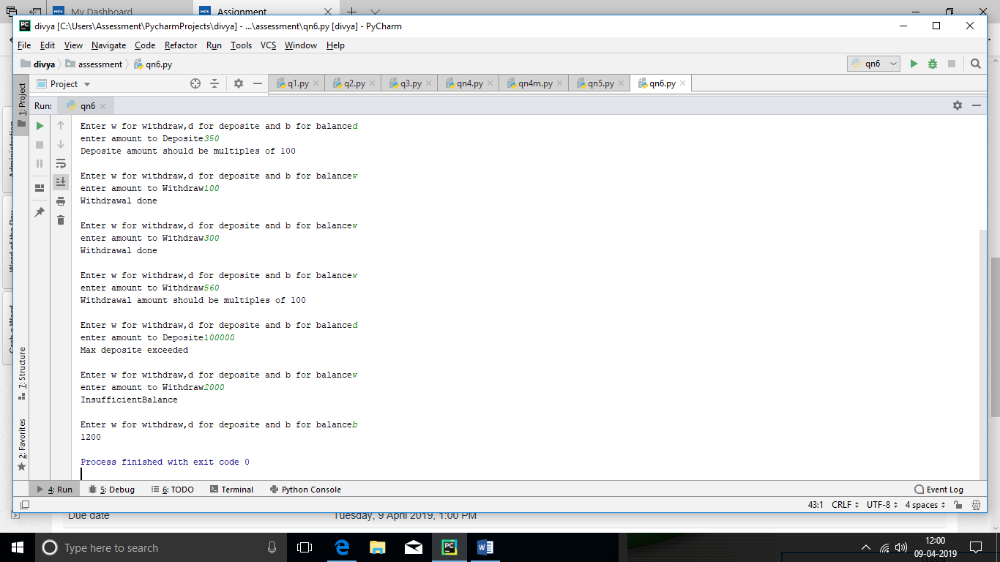 My Dashboard
Assignment
divya [C:\Users\Assessment\PycharmProjects\divya] - ...\assessment\qn6.py [divya] - PyCharm
File Edit View Navigate Code Refactor Run Tools VCS Window Help
divya assessment qn6.py
qn6
Project
q1.py q2.py q3.py qn4.py qn4m.py qn5.py qn6.py
1: Project
Run: qn6
Enter w for withdraw,d for deposite and b for balanced
enter amount to Deposite350
Deposite amount should be multiples of 100
Enter w for withdraw,d for deposite and b for balancew
enter amount to Withdraw100
Withdrawal done
Enter w for withdraw,d for deposite and b for balancew
enter amount to Withdraw300
Withdrawal done
Enter w for withdraw,d for deposite and b for balancew
enter amount to Withdraw560
Withdrawal amount should be multiples of 100
Enter w for withdraw,d for deposite and b for balanced
enter amount to Deposite100000
Max deposite exceeded
Enter w for withdraw,d for deposite and b for balancew
enter amount to Withdraw2000
InsufficientBalance
Enter w for withdraw,d for deposite and b for balanceb
1200
Process finished with exit code 0
7: Structure
2: Favorites
4: Run 5: Debug 6: TODO Terminal Python Console Event Log
43:1 CRLF UTF-8 4 spaces
Due date Tuesday, 9 April 2019, 1:00 PM
Type here to search
12:00
09-04-2019